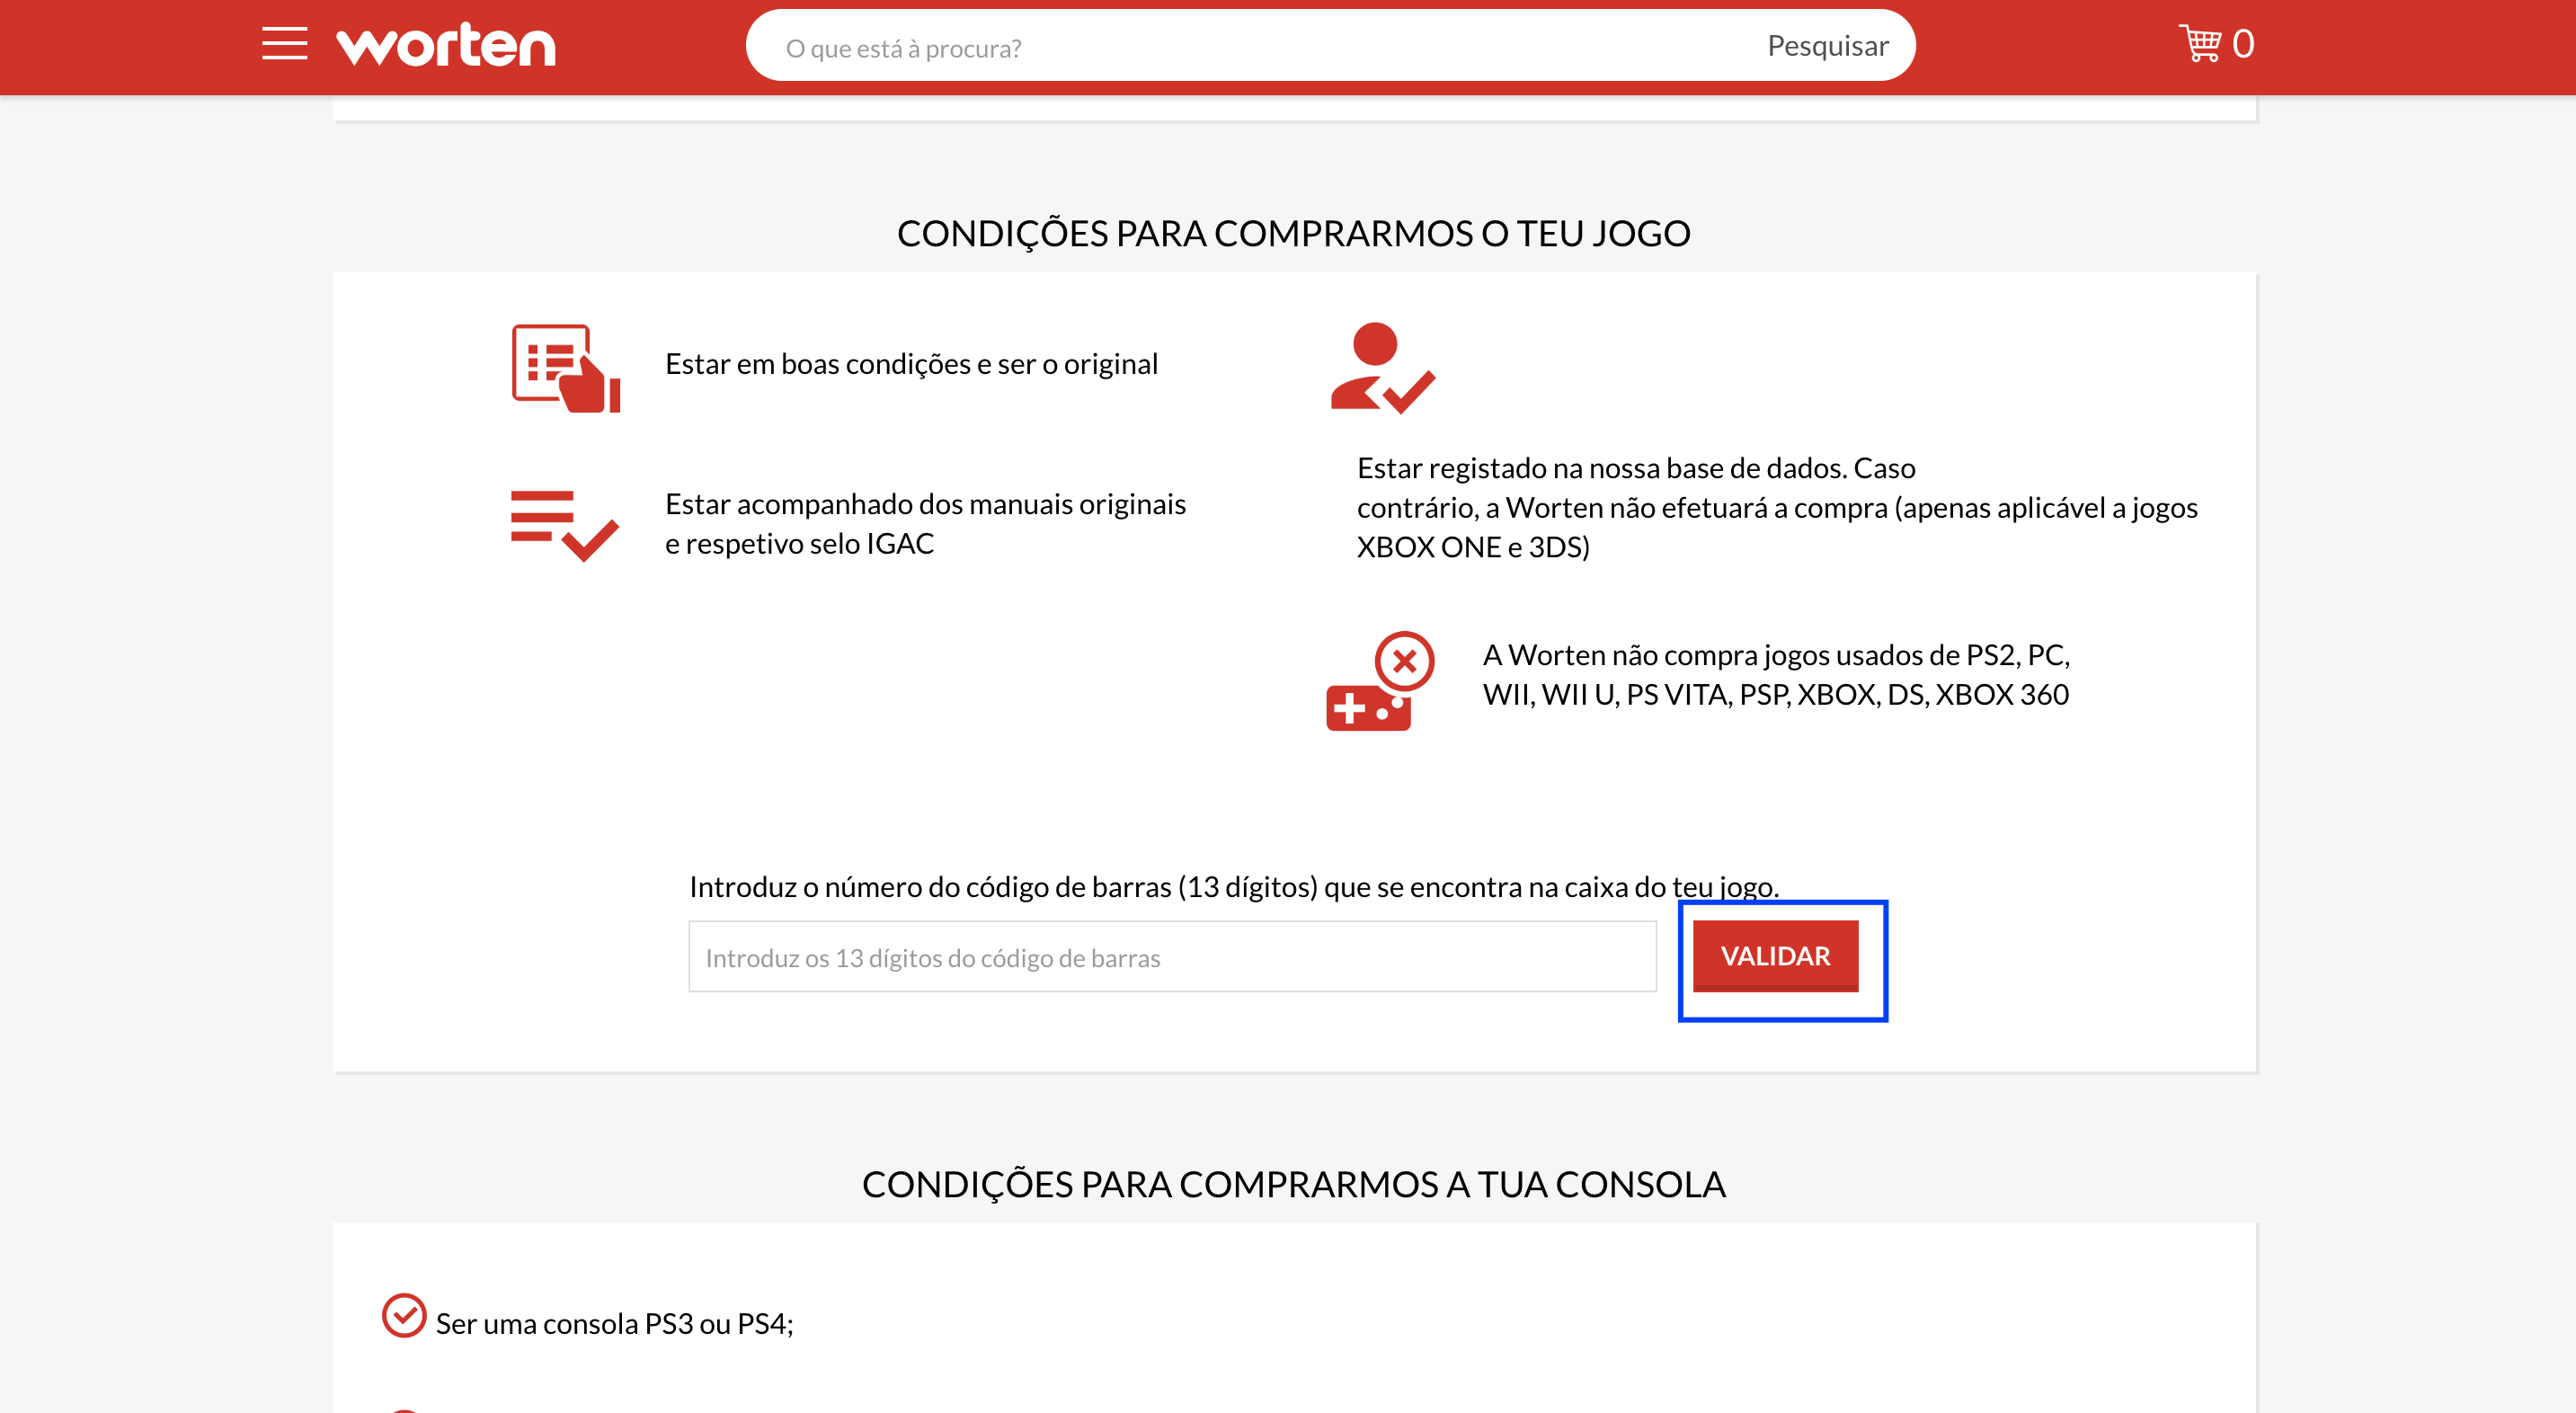 worten
O que está à procura?
Pesquisar
0
CONDIÇÕES PARA COMPRARMOS O TEU JOGO
Estar em boas condições e ser o original
Estar acompanhado dos manuais originais
e respetivo selo IGAC
Estar registado na nossa base de dados. Caso
contrário, a Worten não efetuará a compra (apenas aplicável a jogos
XBOX ONE e 3DS)
A Worten não compra jogos usados de PS2, PC,
WII, WII U, PS VITA, PSP, XBOX, DS, XBOX 360
Introduz o número do código de barras (13 dígitos) que se encontra na caixa do teu jogo.
Introduz os 13 dígitos do código de barras
VALIDAR
CONDIÇÕES PARA COMPRARMOS A TUA CONSOLA
Ser uma consola PS3 ou PS4;